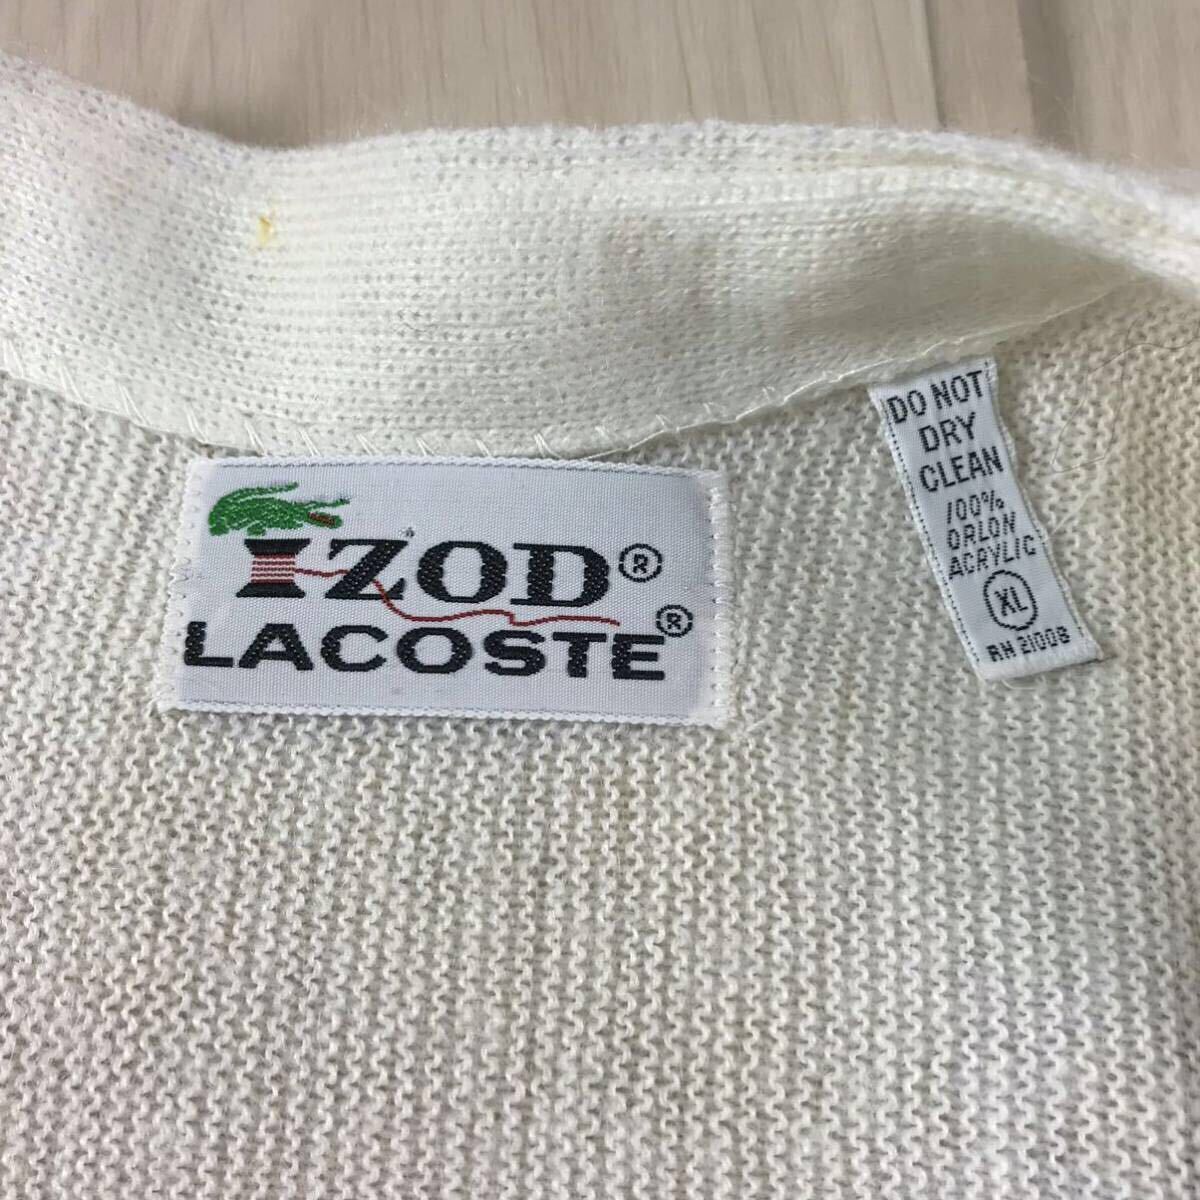 IZOD®
LACOSTE®
DO NOT
DRY
CLEAN
100%
ORLON
ACRYLIC
XL
RN 21008